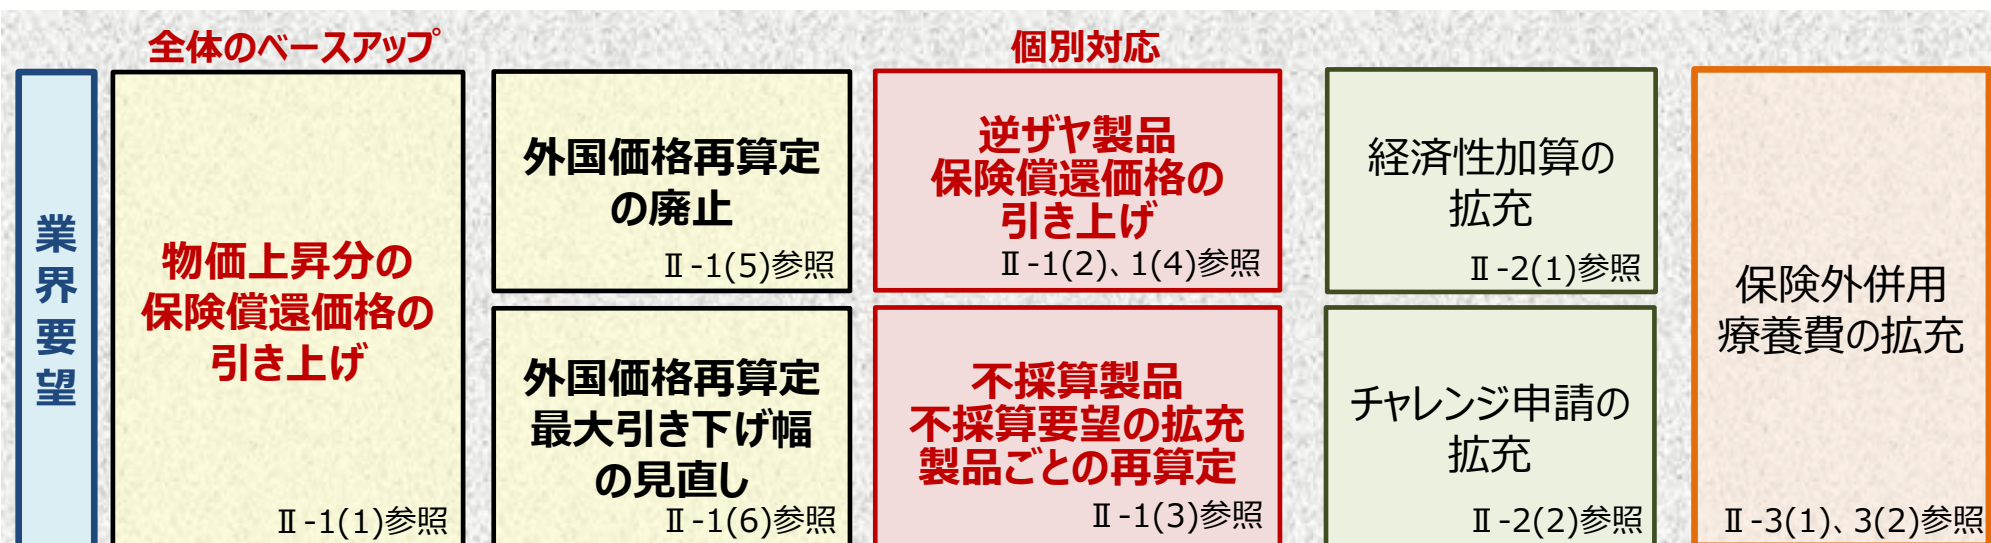 全体のベースアップ
個別対応
業界要望
物価上昇分の
保険償還価格の
引き上げ
Ⅱ-1(1)参照
外国価格再算定
の廃止
Ⅱ-1(5)参照
外国価格再算定
最大引き下げ幅
の見直し
Ⅱ-1(6)参照
逆ザヤ製品
保険償還価格の
引き上げ
Ⅱ-1(2)、1(4)参照
不採算製品
不採算要望の拡充
製品ごとの再算定
Ⅱ-1(3)参照
経済性加算の
拡充
Ⅱ-2(1)参照
チャレンジ申請の
拡充
Ⅱ-2(2)参照
保険外併用
療養費の拡充
Ⅱ-3(1)、3(2)参照